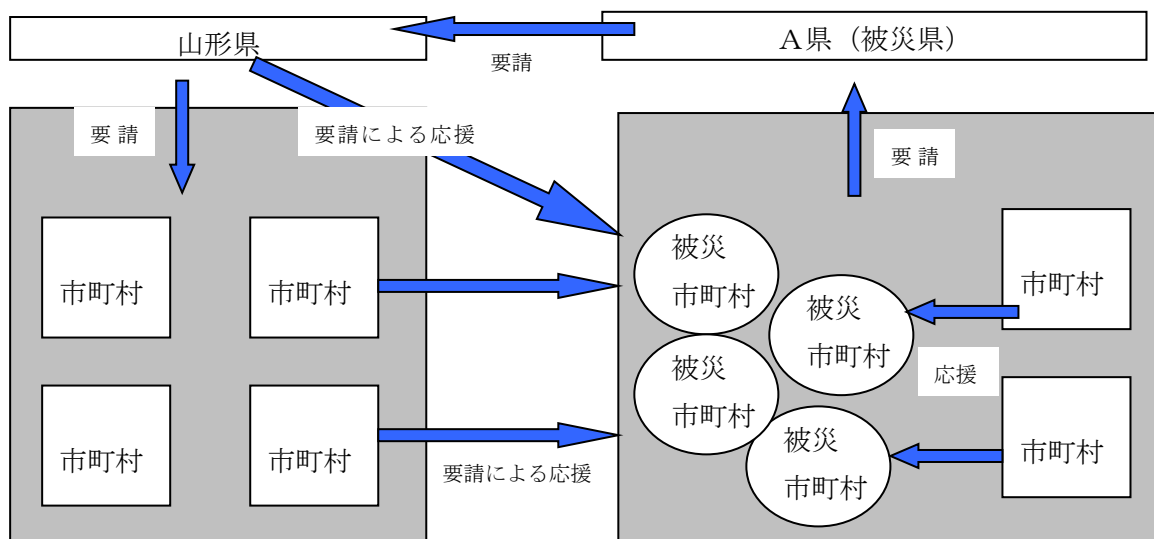 山形県
A県（被災県）
要請
要 請
要請による応援
要 請
市町村
市町村
被災
市町村
被災
市町村
市町村
応援
被災
市町村
市町村
市町村
市町村
被災
市町村
要請による応援